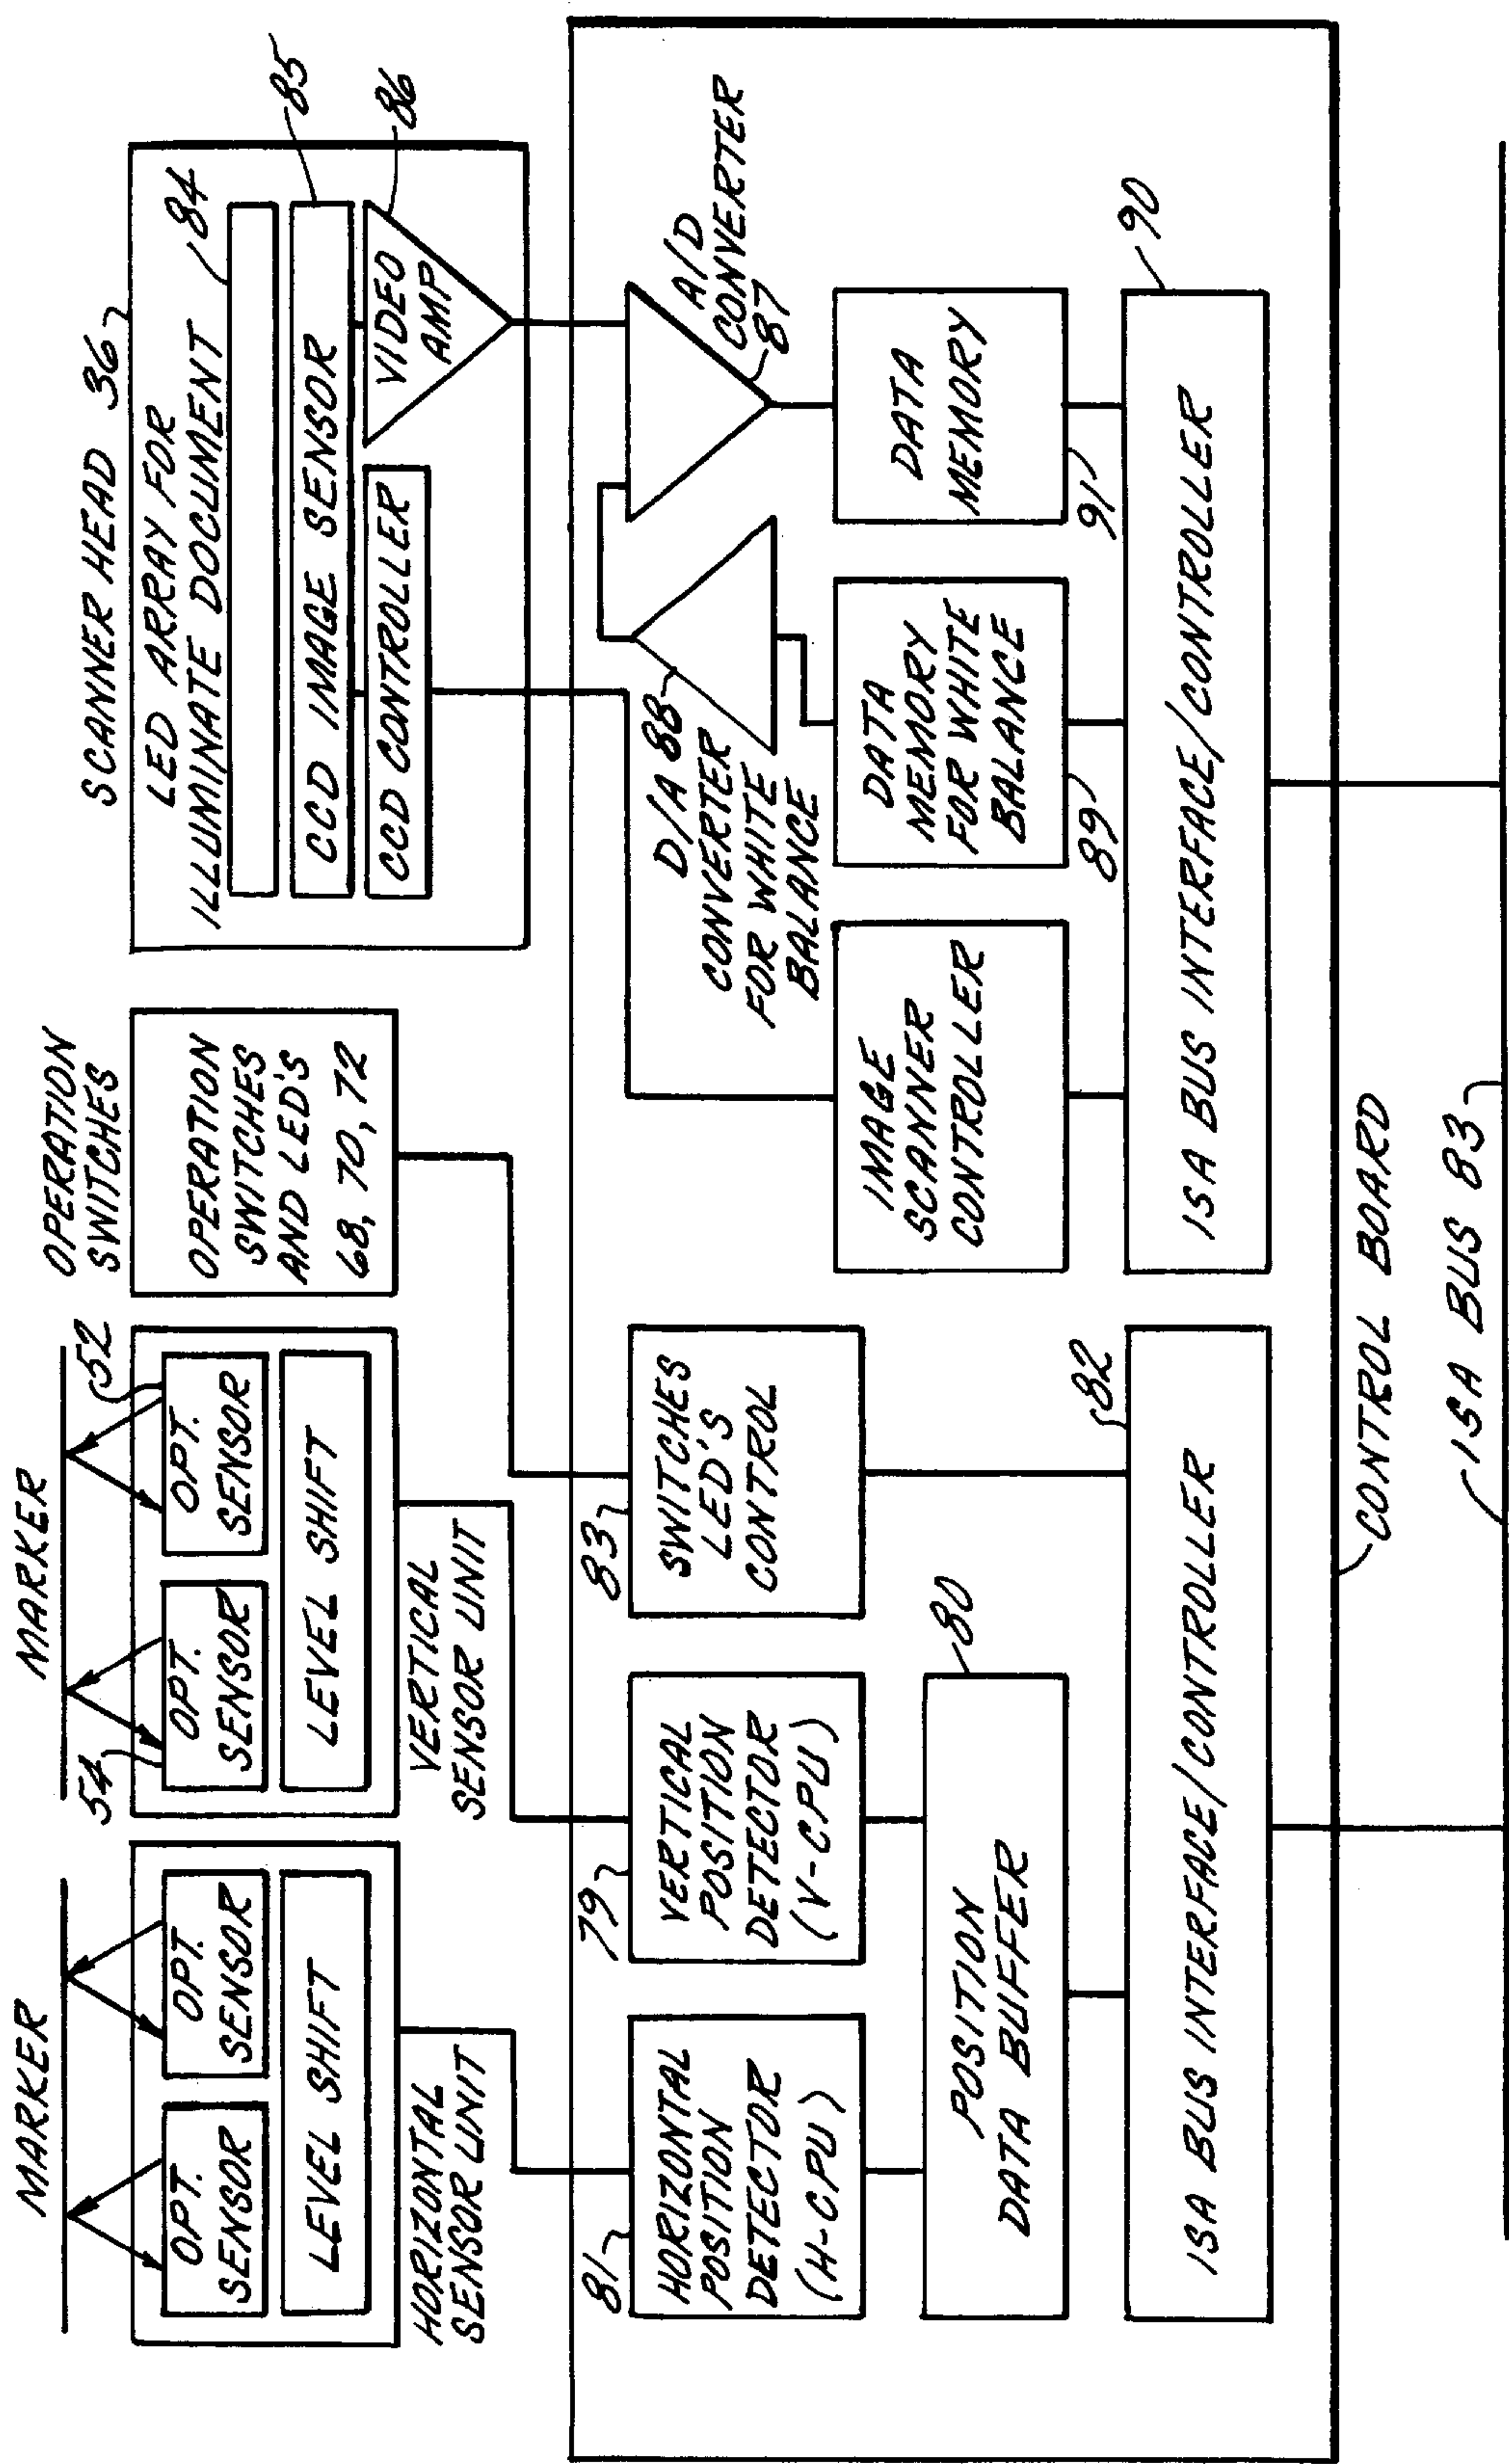 MARKER
OPT.
SENSOR
OPT.
SENSOR
LEVEL SHIFT
HORIZONTAL
SENSOR UNIT
MARKER
54
OPT.
SENSOR
OPT.
SENSOR
52
LEVEL SHIFT
VERTICAL
SENSOR UNIT
OPERATION
SWITCHES
OPERATION
SWITCHES
AND LED'S
68, 70, 72
SCANNER HEAD 36
LED ARRAY FOR
ILLUMINATE DOCUMENT
84
CCD IMAGE SENSOR
85
CCD CONTROLLER
VIDEO
AMP
86
81
HORIZONTAL
POSITION
DETECTOR
(H-CPU)
79
VERTICAL
POSITION
DETECTOR
(V-CPU)
83
SWITCHES
LED'S
CONTROL
POSITION
DATA BUFFER
80
ISA BUS INTERFACE/CONTROLLER
82
D/A 88
CONVERTER
FOR WHITE
BALANCE
A/D
CONVERTER
87
IMAGE
SCANNER
CONTROLLER
DATA
MEMORY
FOR WHITE
BALANCE
89
DATA
MEMORY
91
ISA BUS INTERFACE/CONTROLLER
90
CONTROL BOARD
ISA BUS 83